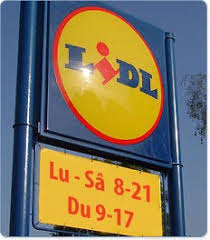 LIDL
Lu - Sâ 8-21
Du 9-17